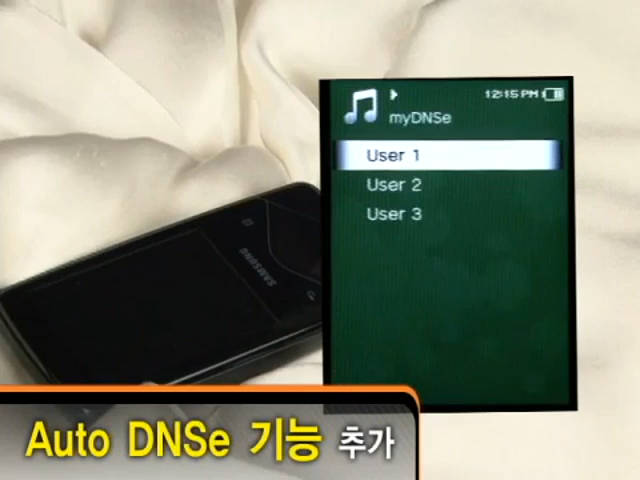 12:15 PM
myDNSe
User 1
User 2
User 3
SAMSUNG
Auto DNSe 기능 추가